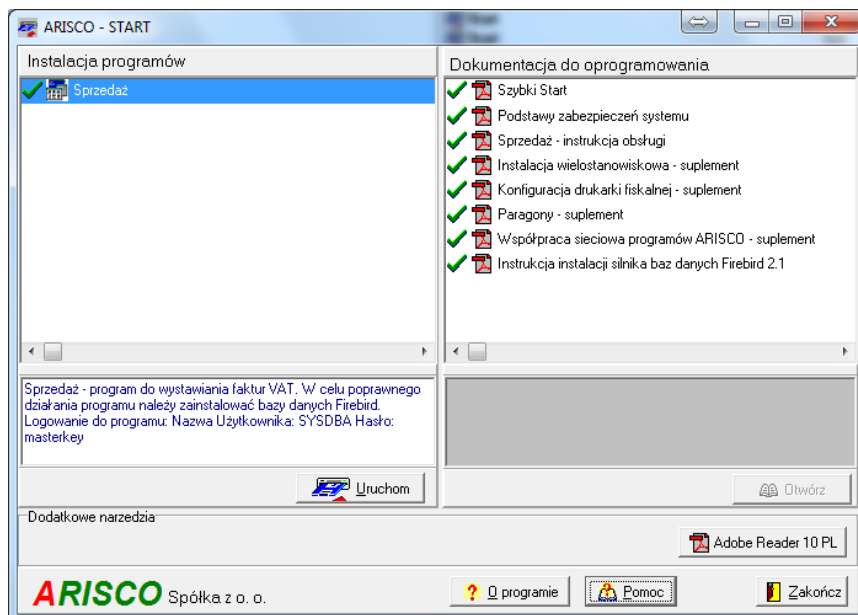 ARISCO - START
Start
Start
Instalacja programów
Sprzedaż
Sprzedaż - program do wystawiania faktur VAT. W celu poprawnego
działania programu należy zainstalować bazy danych Firebird.
Logowanie do programu: Nazwa Użytkownika: SYSDBA Hasło:
masterkey
Uruchom
Dokumentacja do oprogramowania
Szybki Start
Podstawy zabezpieczeń systemu
Sprzedaż - instrukcja obsługi
Instalacja wielostanowiskowa - suplement
Konfiguracja drukarki fiskalnej - suplement
Paragony - suplement
Współpraca sieciowa programów ARISCO - suplement
Instrukcja instalacji silnika baz danych Firebird 2.1
Otwórz
Dodatkowe narzedzia
Adobe Reader 10 PL
ARISCO Spółka z o. o.
? O programie
Pomoc
Zakończ